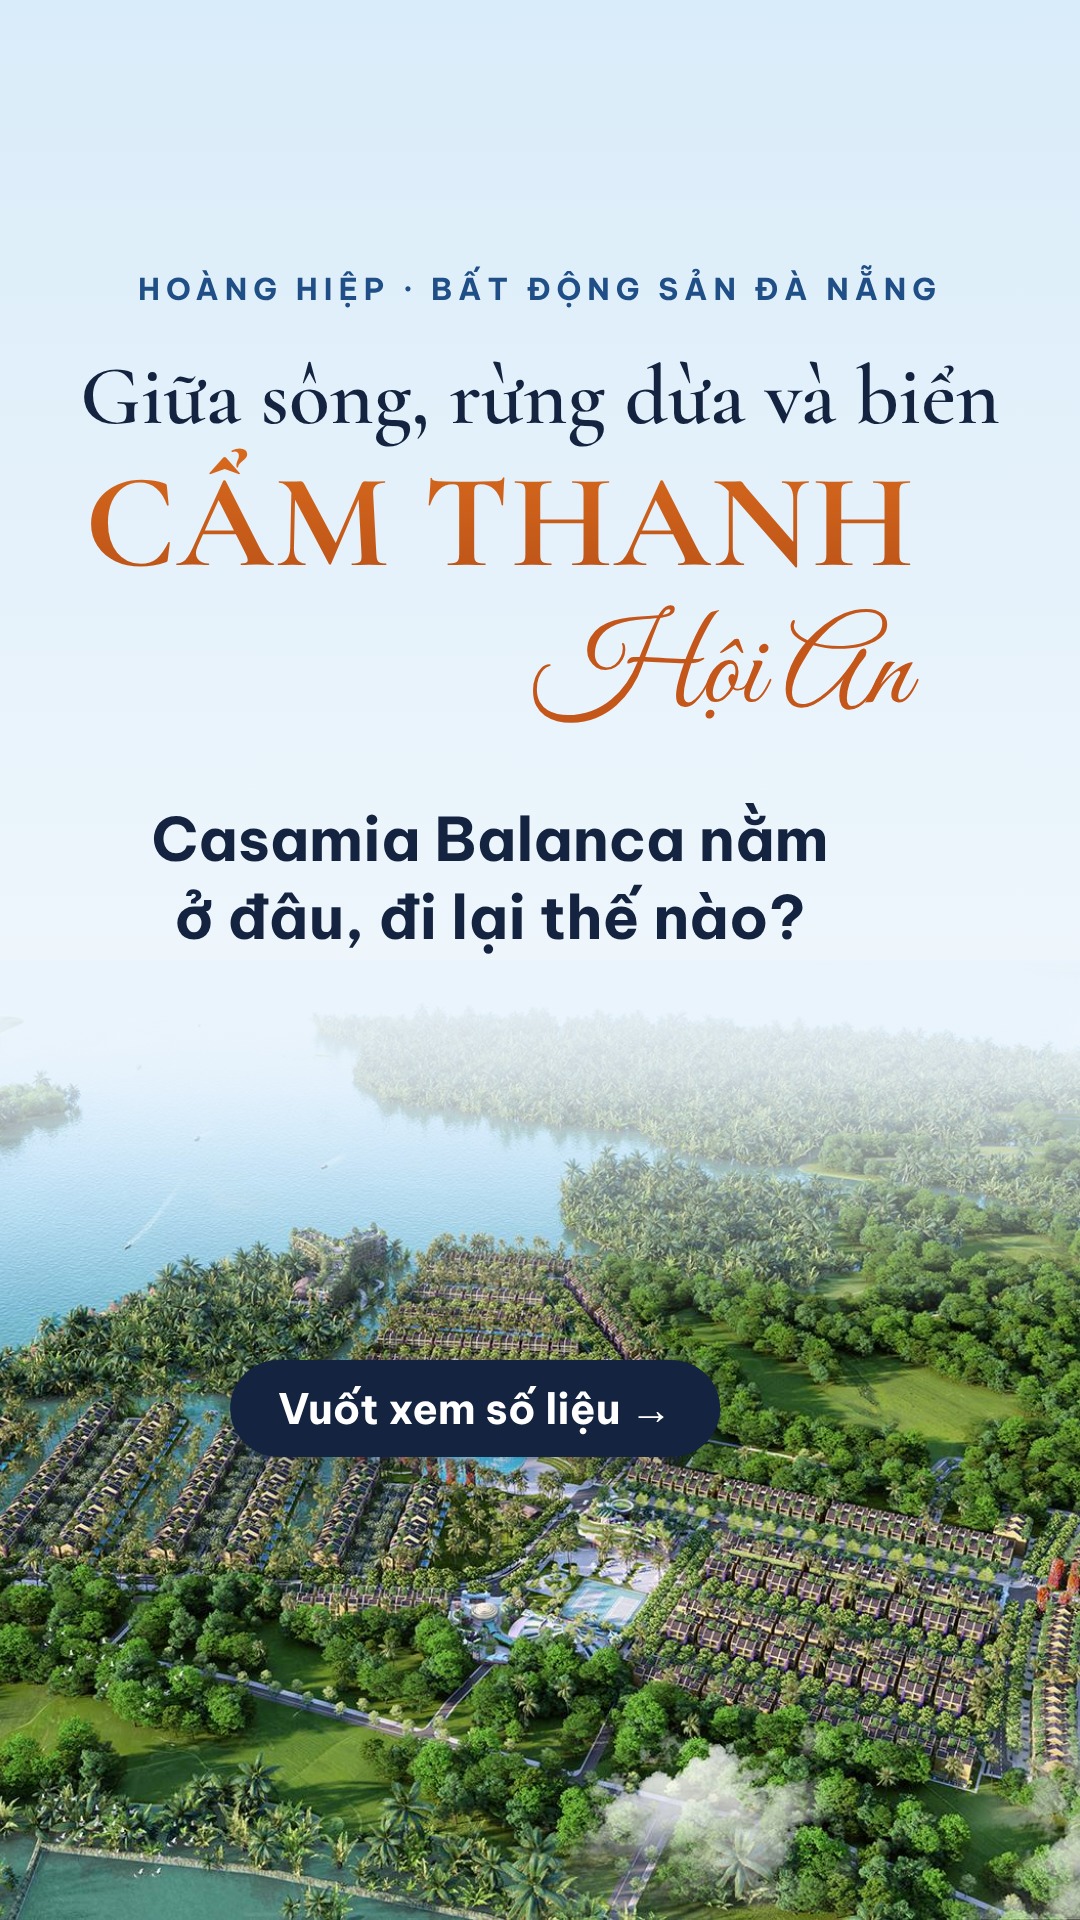 HOÀNG HIỆP · BẤT ĐỘNG SẢN ĐÀ NẴNG
Giữa sông, rừng dừa và biển
CẨM THANH
Hội An
Casamia Balanca nằm
ở đâu, đi lại thế nào?
Vuốt xem số liệu →